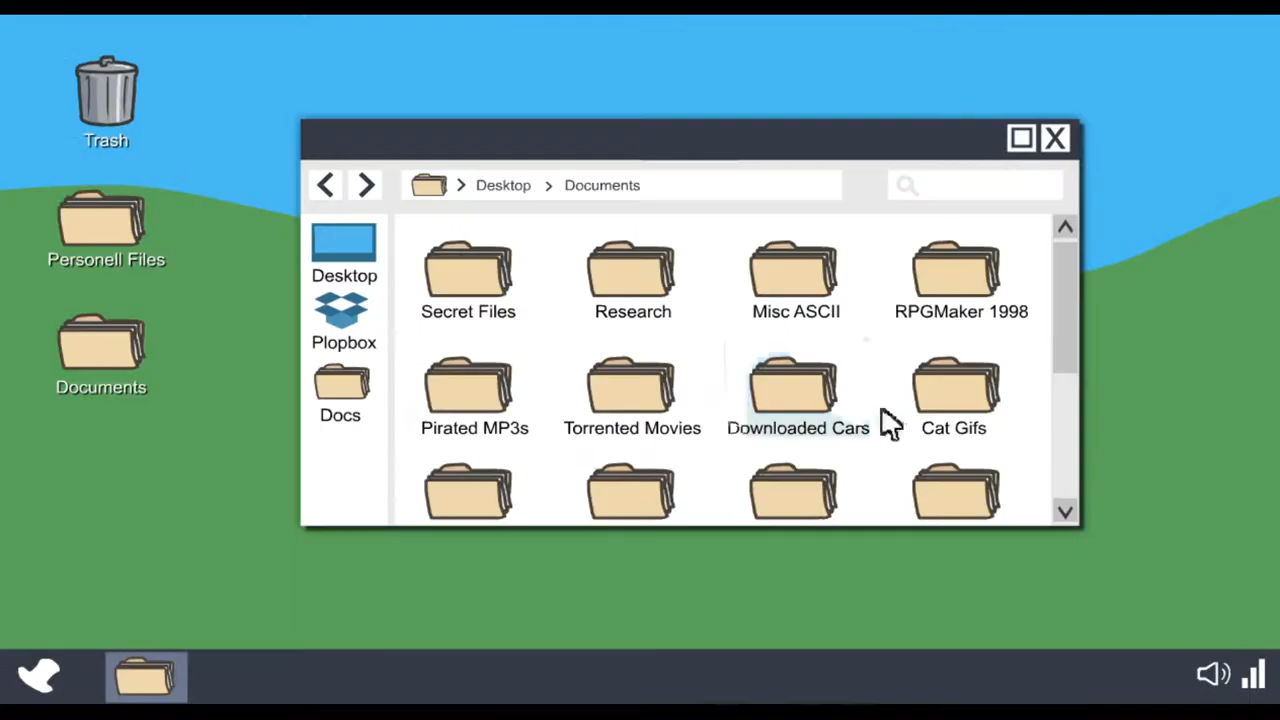 Trash
Personell Files
Documents
X
Desktop
Documents
Desktop
Plopbox
Docs
Secret Files
Research
Misc ASCII
RPGMaker 1998
Pirated MP3s
Torrented Movies
Downloaded Cars
Cat Gifs